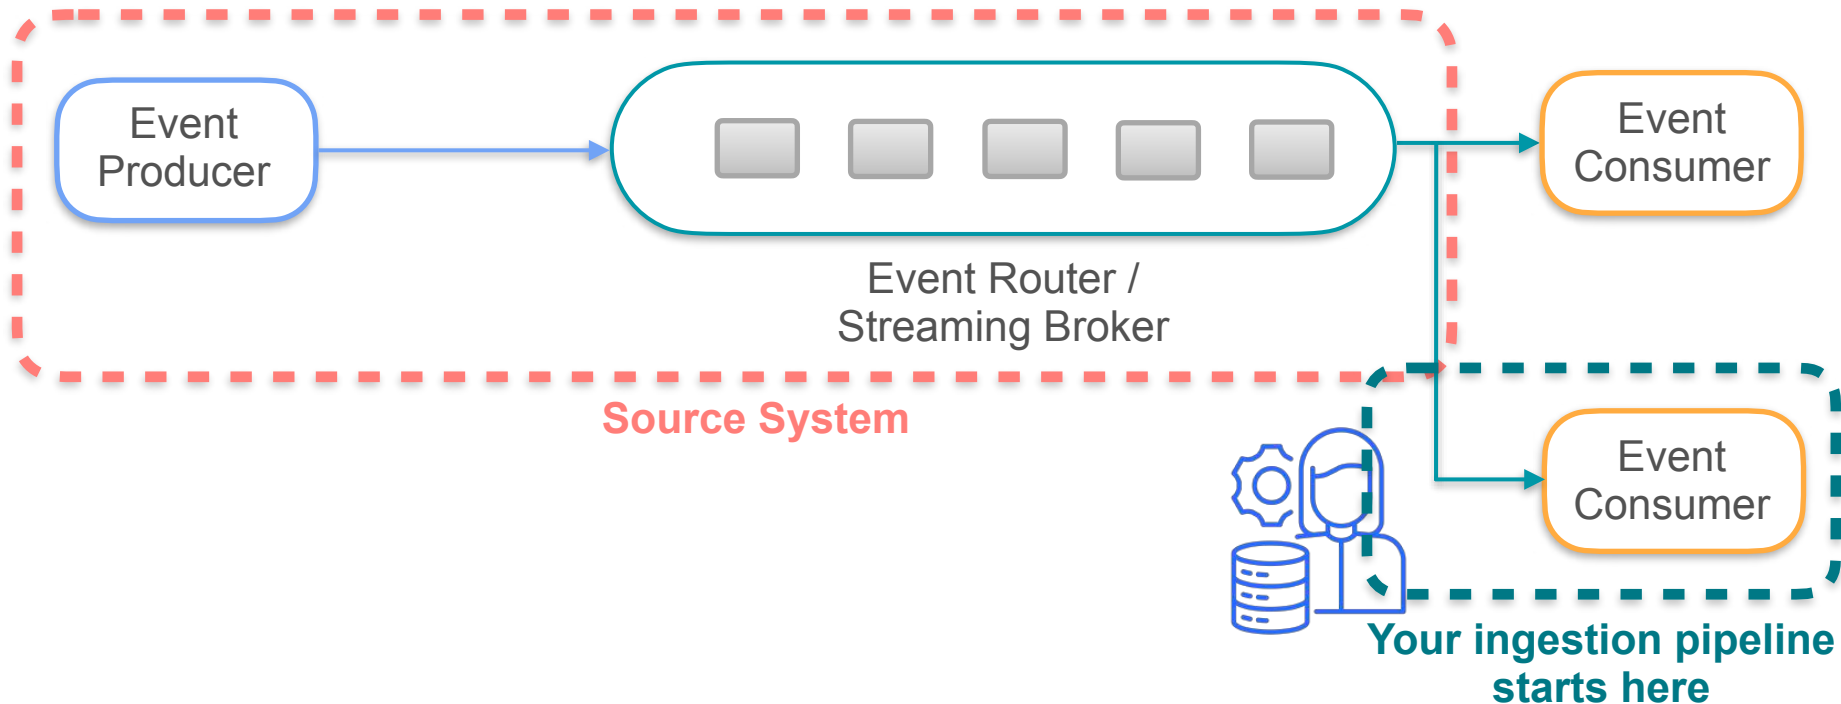 Event
Producer
Event
Consumer
Event Router /
Streaming Broker
Source System
Event
Consumer
Your ingestion pipeline
starts here